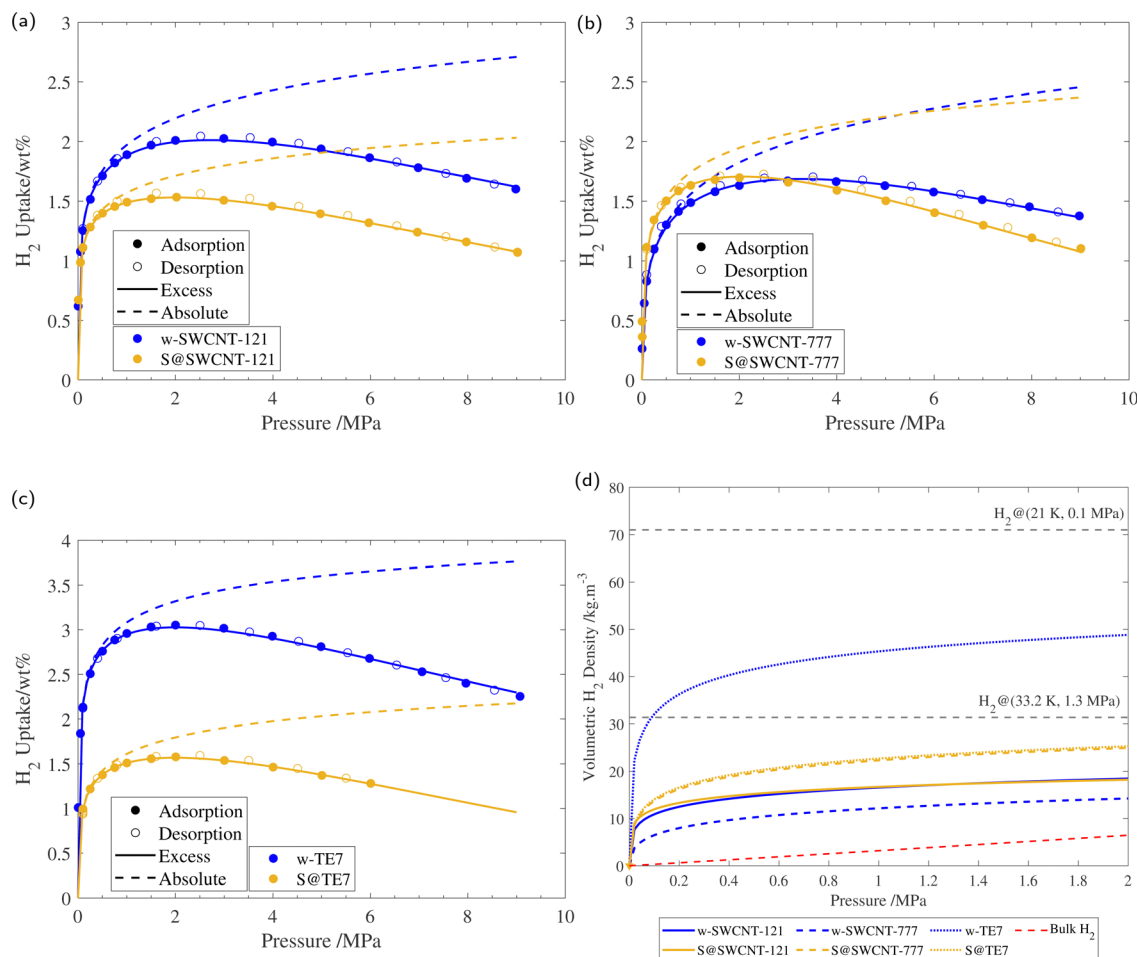 (a)
3
2.5
2
1.5
1
0.5
0
H2 Uptake/wt%
Adsorption
Desorption
Excess
Absolute
w-SWCNT-121
S@SWCNT-121
0 2 4 6 8 10
Pressure /MPa
(b)
3
2.5
2
1.5
1
0.5
0
H2 Uptake/wt%
Adsorption
Desorption
Excess
Absolute
w-SWCNT-777
S@SWCNT-777
0 2 4 6 8 10
Pressure /MPa
(c)
4
3.5
3
2.5
2
1.5
1
0.5
0
H2 Uptake/wt%
Adsorption
Desorption
Excess
Absolute
w-TE7
S@TE7
0 2 4 6 8 10
Pressure /MPa
(d)
80
70
60
50
40
30
20
10
0
Volumetric H2 Density /kg.m-3
H2@(21 K, 0.1 MPa)
H2@(33.2 K, 1.3 MPa)
0 0.2 0.4 0.6 0.8 1 1.2 1.4 1.6 1.8 2
Pressure /MPa
w-SWCNT-121 w-SWCNT-777 w-TE7 Bulk H2
S@SWCNT-121 S@SWCNT-777 S@TE7